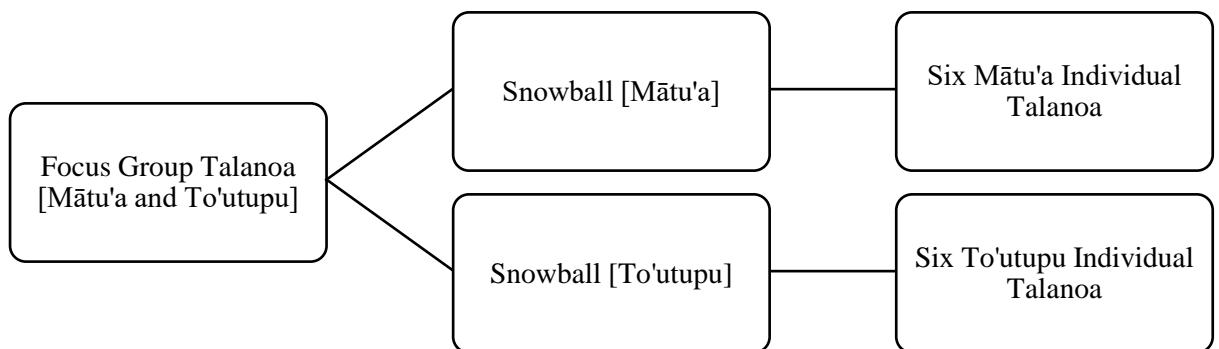 Focus Group Talanoa
[Mātu'a and To'utupu]
Snowball [Mātu'a]
Six Mātu'a Individual
Talanoa
Snowball [To'utupu]
Six To'utupu Individual
Talanoa